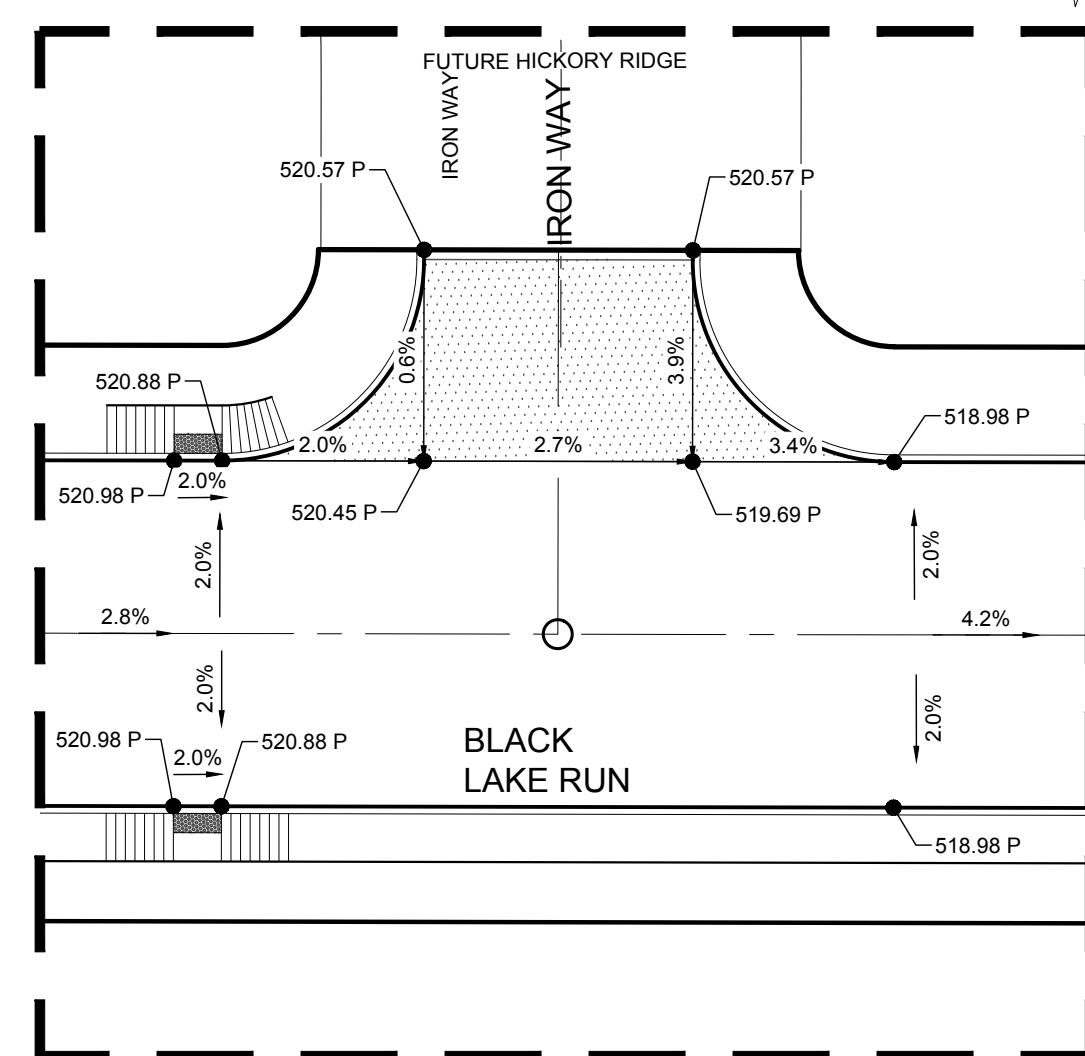 FUTURE HICKORY RIDGE
IRON WAY
IRON WAY
520.57 P
520.57 P
0.6%
3.9%
520.88 P
518.98 P
2.0%
2.7%
3.4%
520.98 P
2.0%
520.45 P
519.69 P
2.0%
2.0%
2.8%
4.2%
2.0%
2.0%
520.98 P
520.88 P
2.0%
BLACK
LAKE RUN
518.98 P